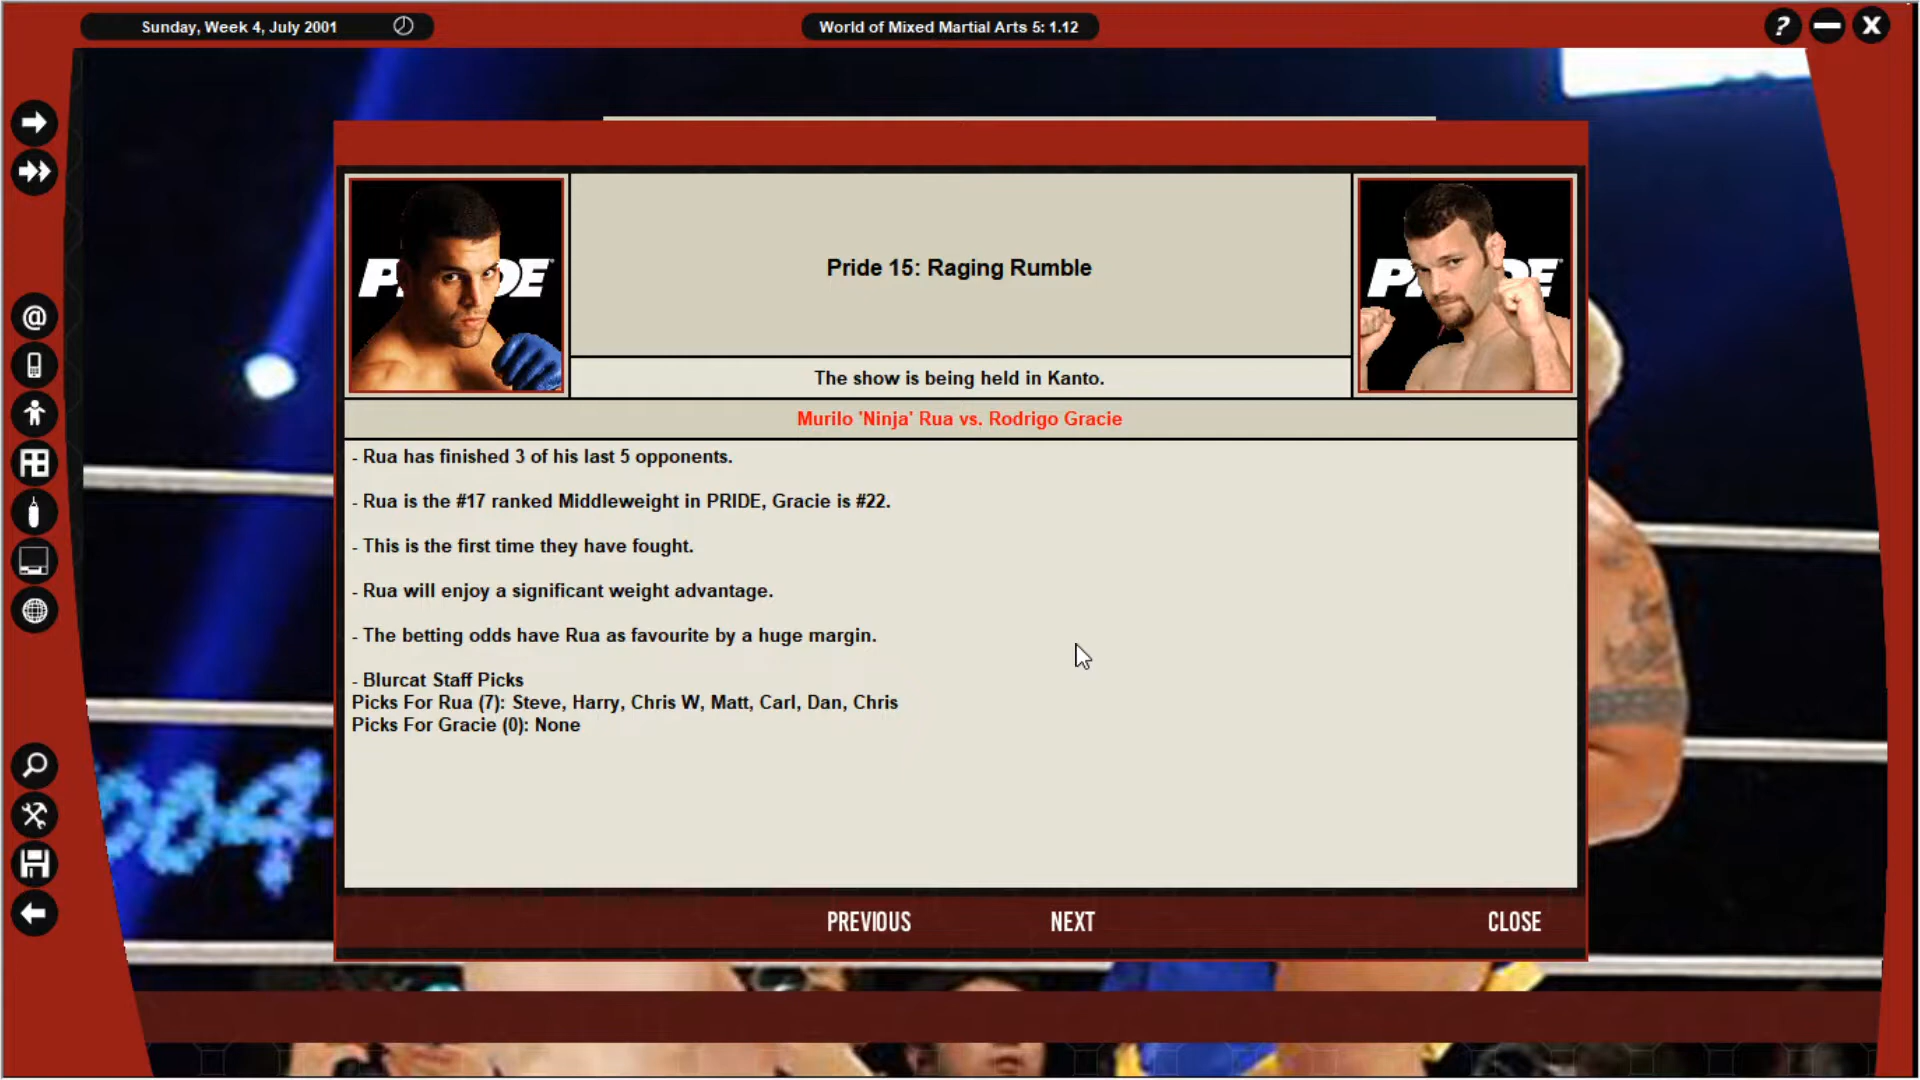 Sunday, Week 4, July 2001
World of Mixed Martial Arts 5: 1.12
Pride 15: Raging Rumble
The show is being held in Kanto.
Murilo 'Ninja' Rua vs. Rodrigo Gracie
- Rua has finished 3 of his last 5 opponents.
- Rua is the #17 ranked Middleweight in PRIDE, Gracie is #22.
- This is the first time they have fought.
- Rua will enjoy a significant weight advantage.
- The betting odds have Rua as favourite by a huge margin.
- Blurcat Staff Picks
Picks For Rua (7): Steve, Harry, Chris W, Matt, Carl, Dan, Chris
Picks For Gracie (0): None
PREVIOUS
NEXT
CLOSE